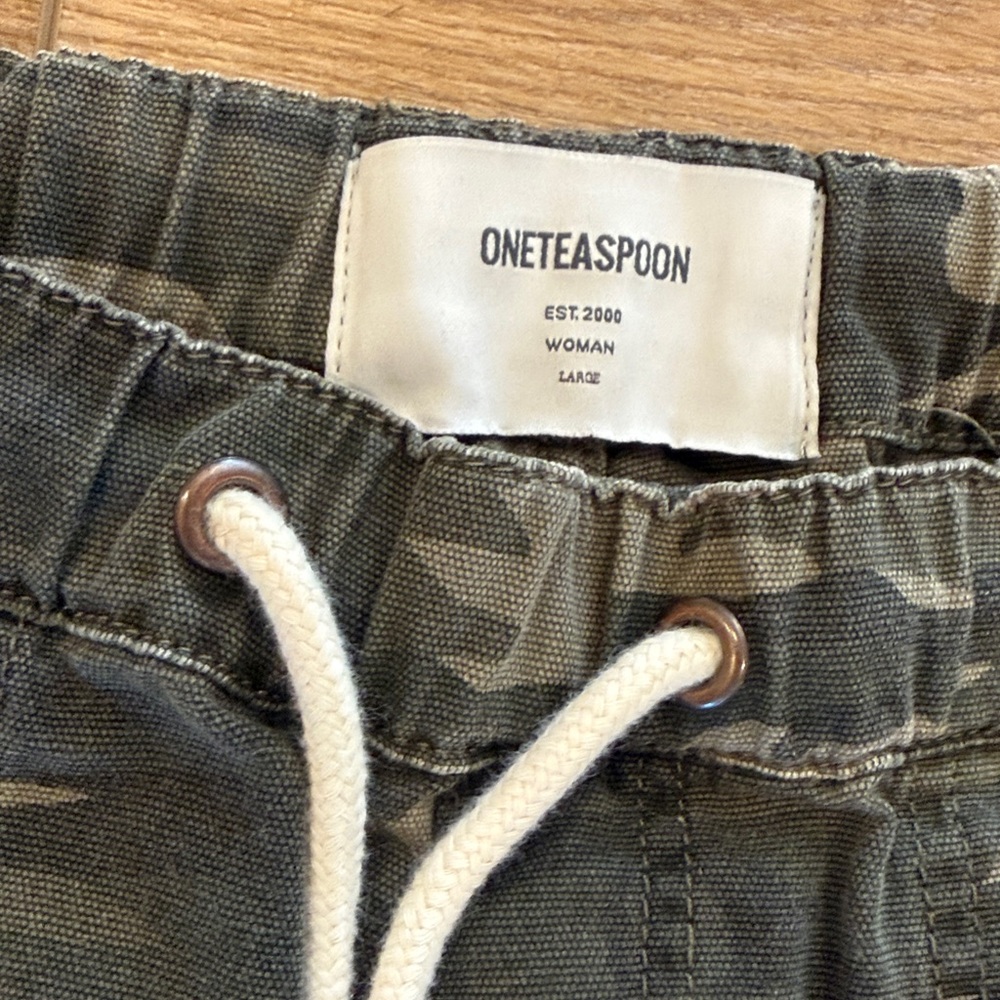 ONETEASPOON
EST. 2000
WOMAN
LARGE